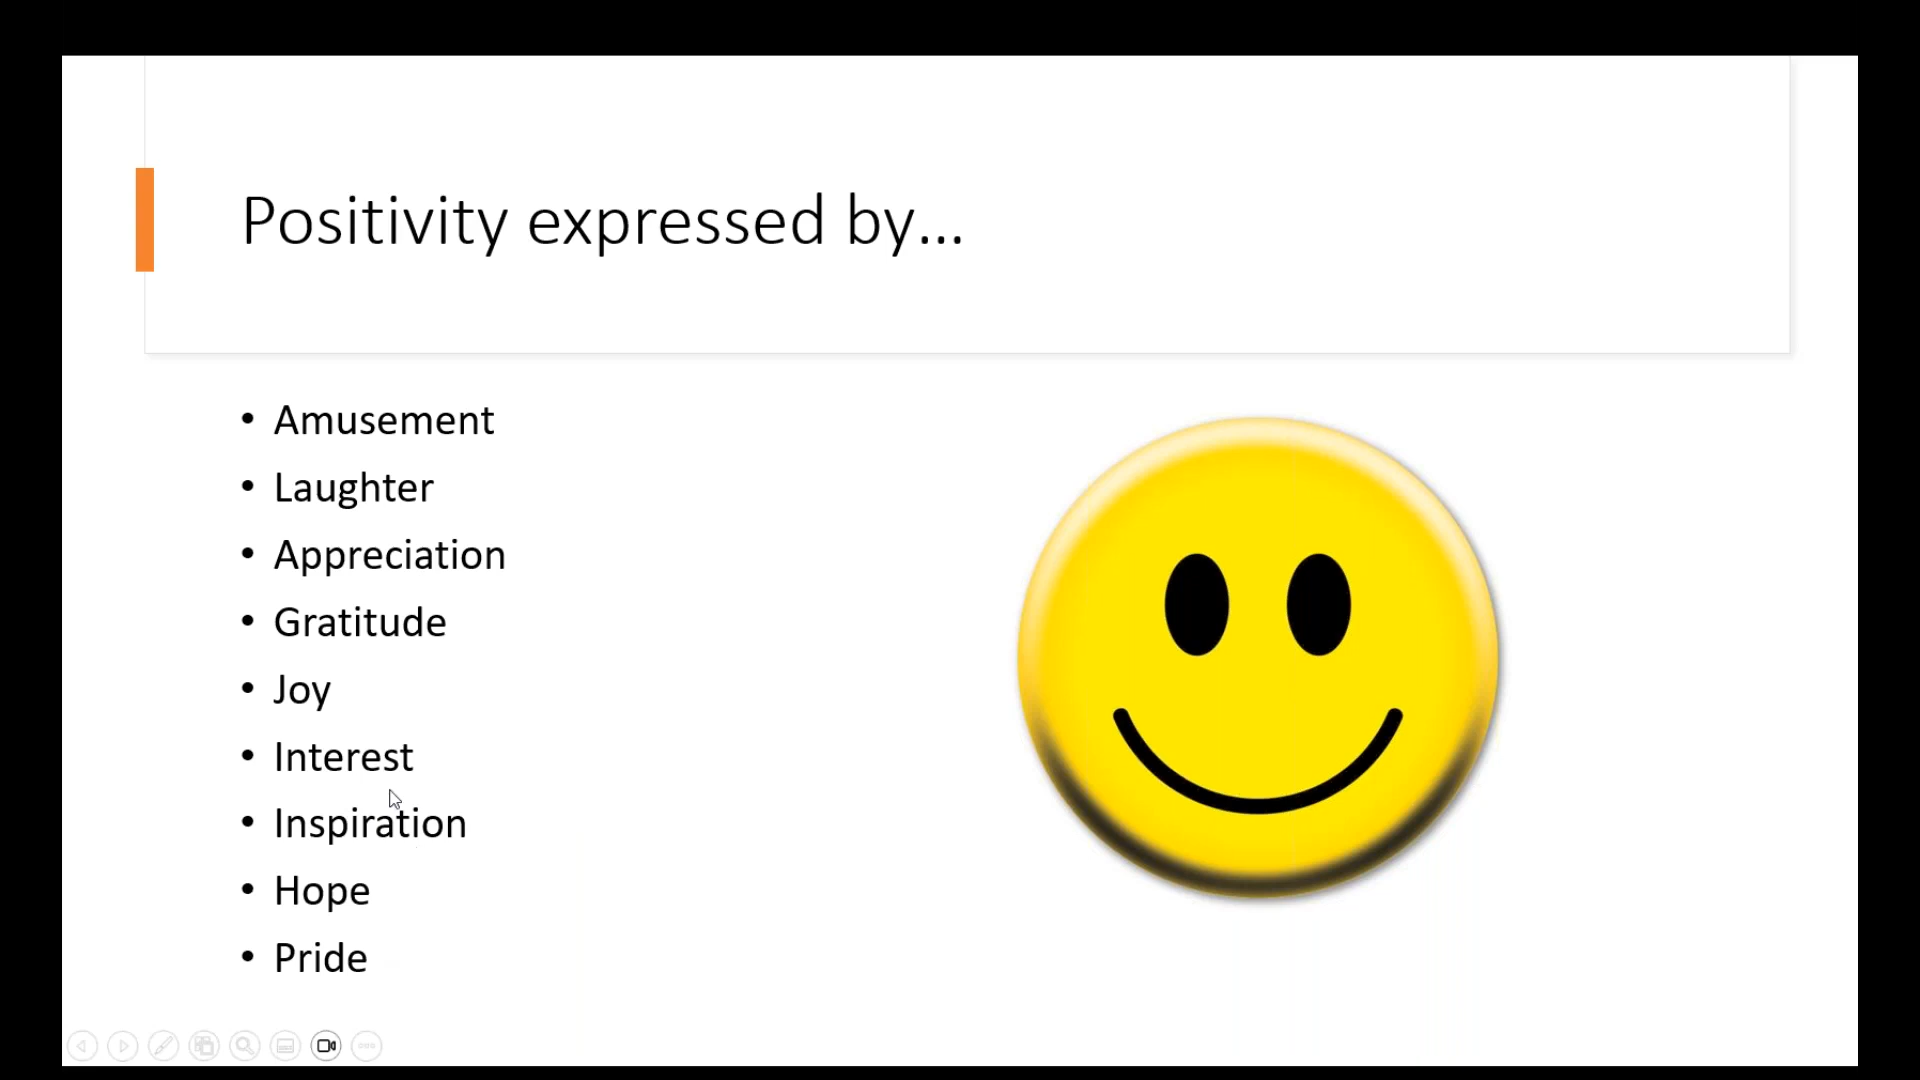 Positivity expressed by...
• Amusement
• Laughter
• Appreciation
• Gratitude
• Joy
• Interest
• Inspiration
• Hope
• Pride